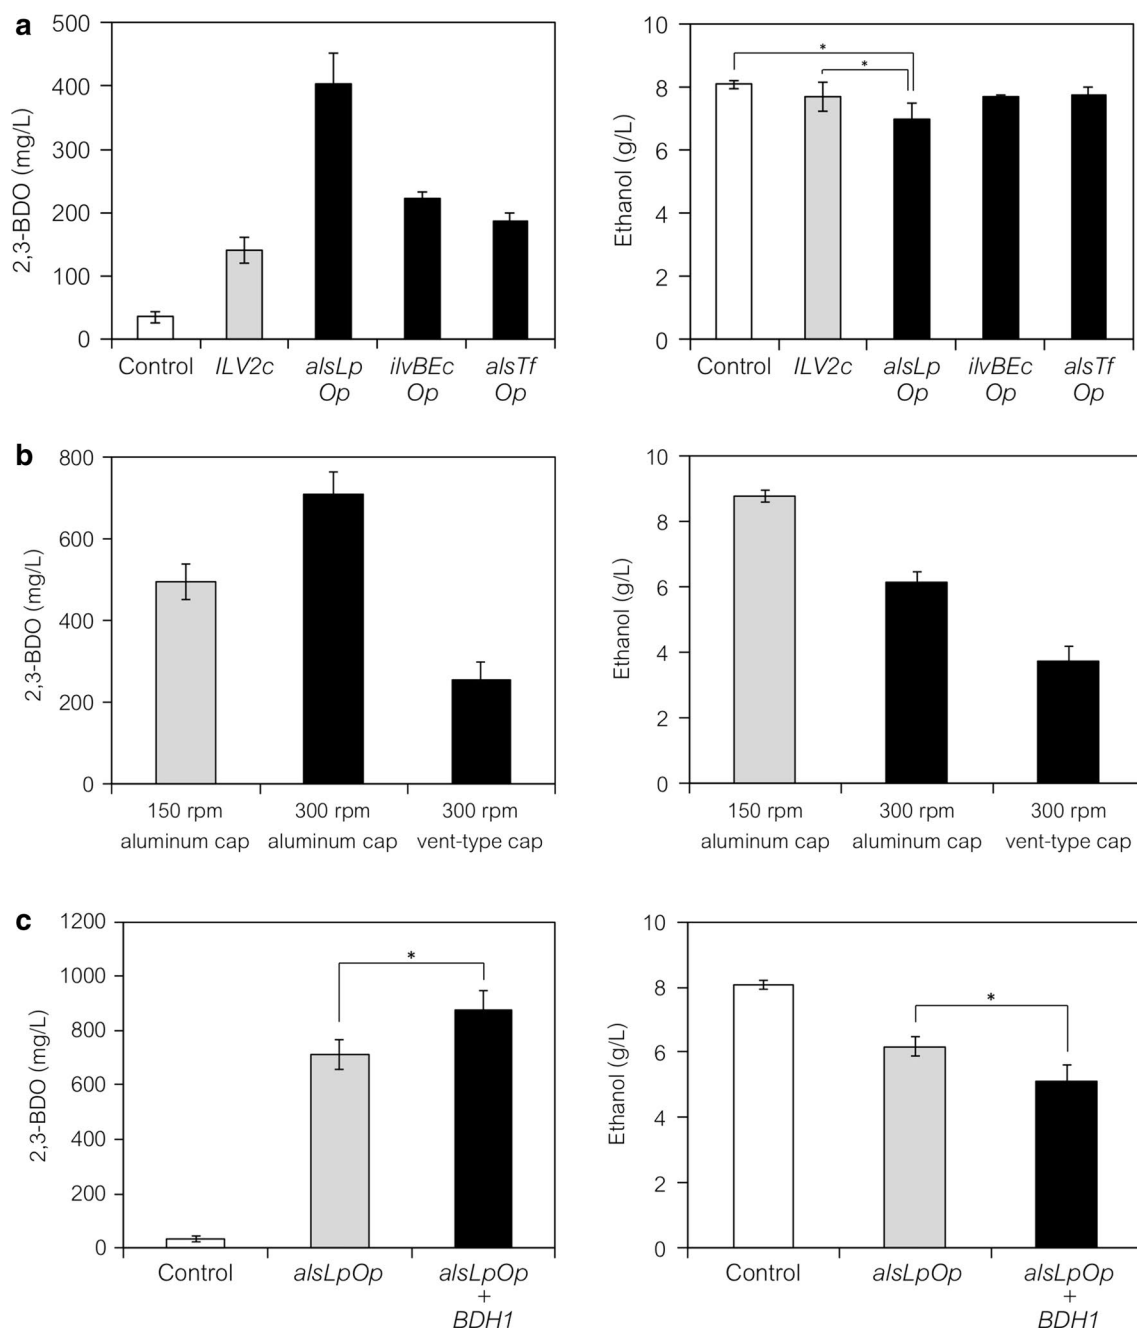 a
2,3-BDO (mg/L)
500
400
300
200
100
0
Control ILV2c alsLp ilvBEc alsTf
Op Op Op
Ethanol (g/L)
10
8
6
4
2
0
*
*
Control ILV2c alsLp ilvBEc alsTf
Op Op Op
b
2,3-BDO (mg/L)
800
600
400
200
0
150 rpm 300 rpm 300 rpm
aluminum cap aluminum cap vent-type cap
Ethanol (g/L)
10
8
6
4
2
0
150 rpm 300 rpm 300 rpm
aluminum cap aluminum cap vent-type cap
c
2,3-BDO (mg/L)
1200
1000
800
600
400
200
0
*
Control alsLpOp alsLpOp
+
BDH1
Ethanol (g/L)
10
8
6
4
2
0
*
Control alsLpOp alsLpOp
+
BDH1